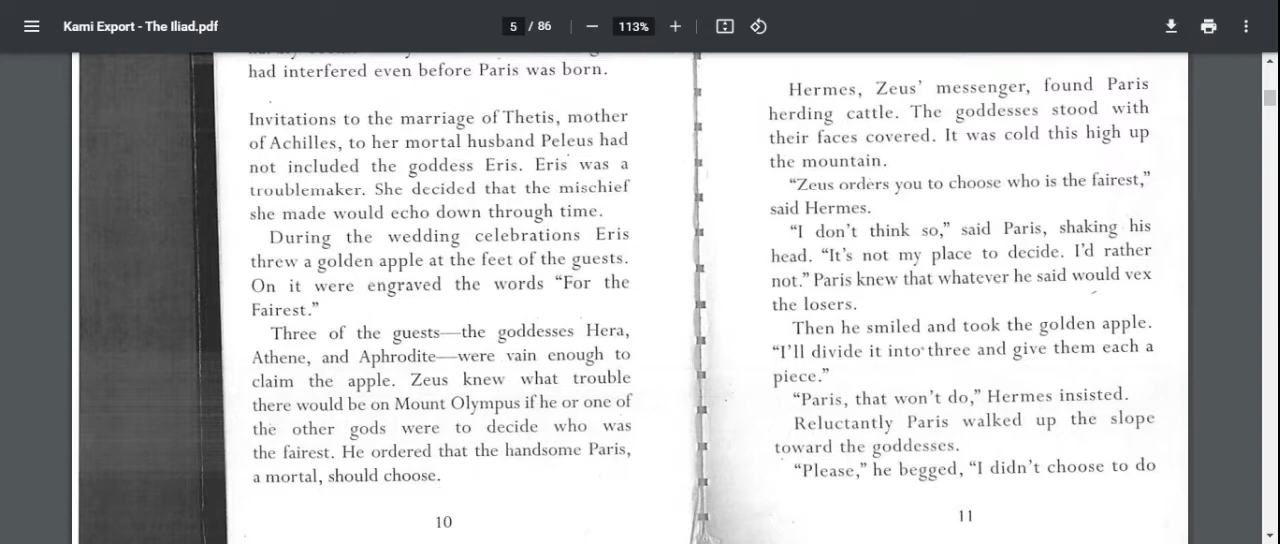 Kami Export - The Iliad.pdf
5 / 86
113%
had interfered even before Paris was born.
Invitations to the marriage of Thetis, mother
of Achilles, to her mortal husband Peleus had
not included the goddess Eris. Eris was a
troublemaker. She decided that the mischief
she made would echo down through time.
During the wedding celebrations Eris
threw a golden apple at the feet of the guests.
On it were engraved the words “For the
Fairest.”
Three of the guests—the goddesses Hera,
Athene, and Aphrodite—were vain enough to
claim the apple. Zeus knew what trouble
there would be on Mount Olympus if he or one of
the other gods were to decide who was
the fairest. He ordered that the handsome Paris,
a mortal, should choose.
10
Hermes, Zeus’ messenger, found Paris
herding cattle. The goddesses stood with
their faces covered. It was cold this high up
the mountain.
“Zeus orders you to choose who is the fairest,”
said Hermes.
“I don’t think so,” said Paris, shaking his
head. “It’s not my place to decide. I’d rather
not.” Paris knew that whatever he said would vex
the losers.
Then he smiled and took the golden apple.
“I’ll divide it into three and give them each a
piece.”
“Paris, that won’t do,” Hermes insisted.
Reluctantly Paris walked up the slope
toward the goddesses.
“Please,” he begged, “I didn’t choose to do
11